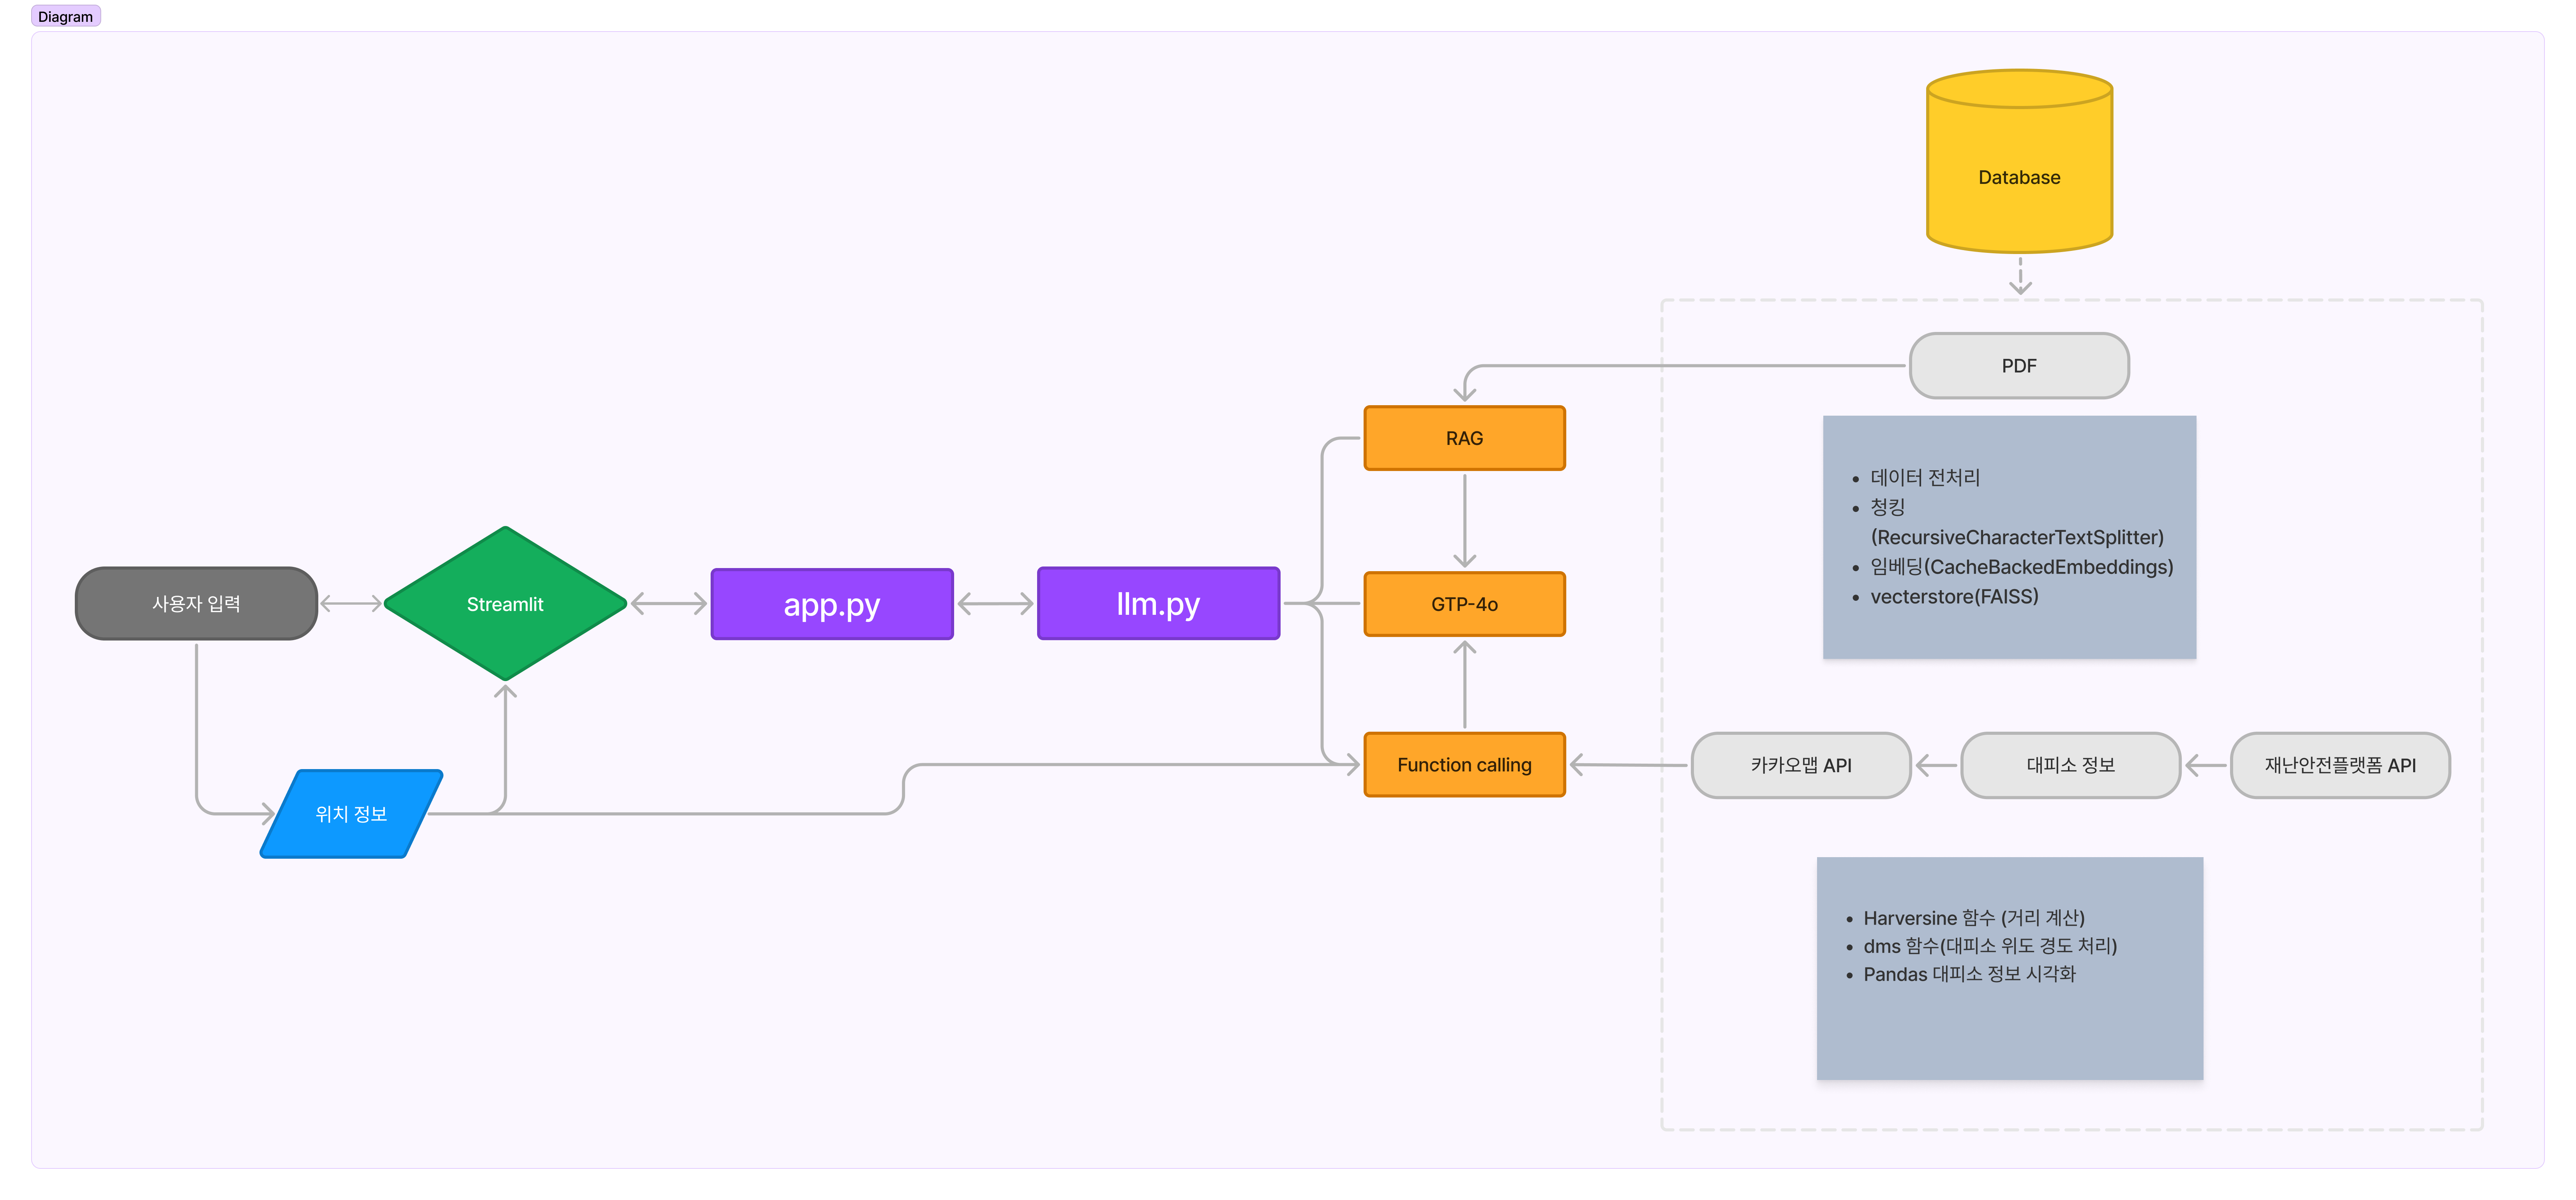 Diagram
Database
PDF
RAG
• 데이터 전처리
• 청킹
(RecursiveCharacterTextSplitter)
• 임베딩(CacheBackedEmbeddings)
• vecterstore(FAISS)
사용자 입력
Streamlit
app.py
llm.py
GTP-4o
위치 정보
Function calling
카카오맵 API
대피소 정보
재난안전플랫폼 API
• Harversine 함수 (거리 계산)
• dms 함수(대피소 위도 경도 처리)
• Pandas 대피소 정보 시각화